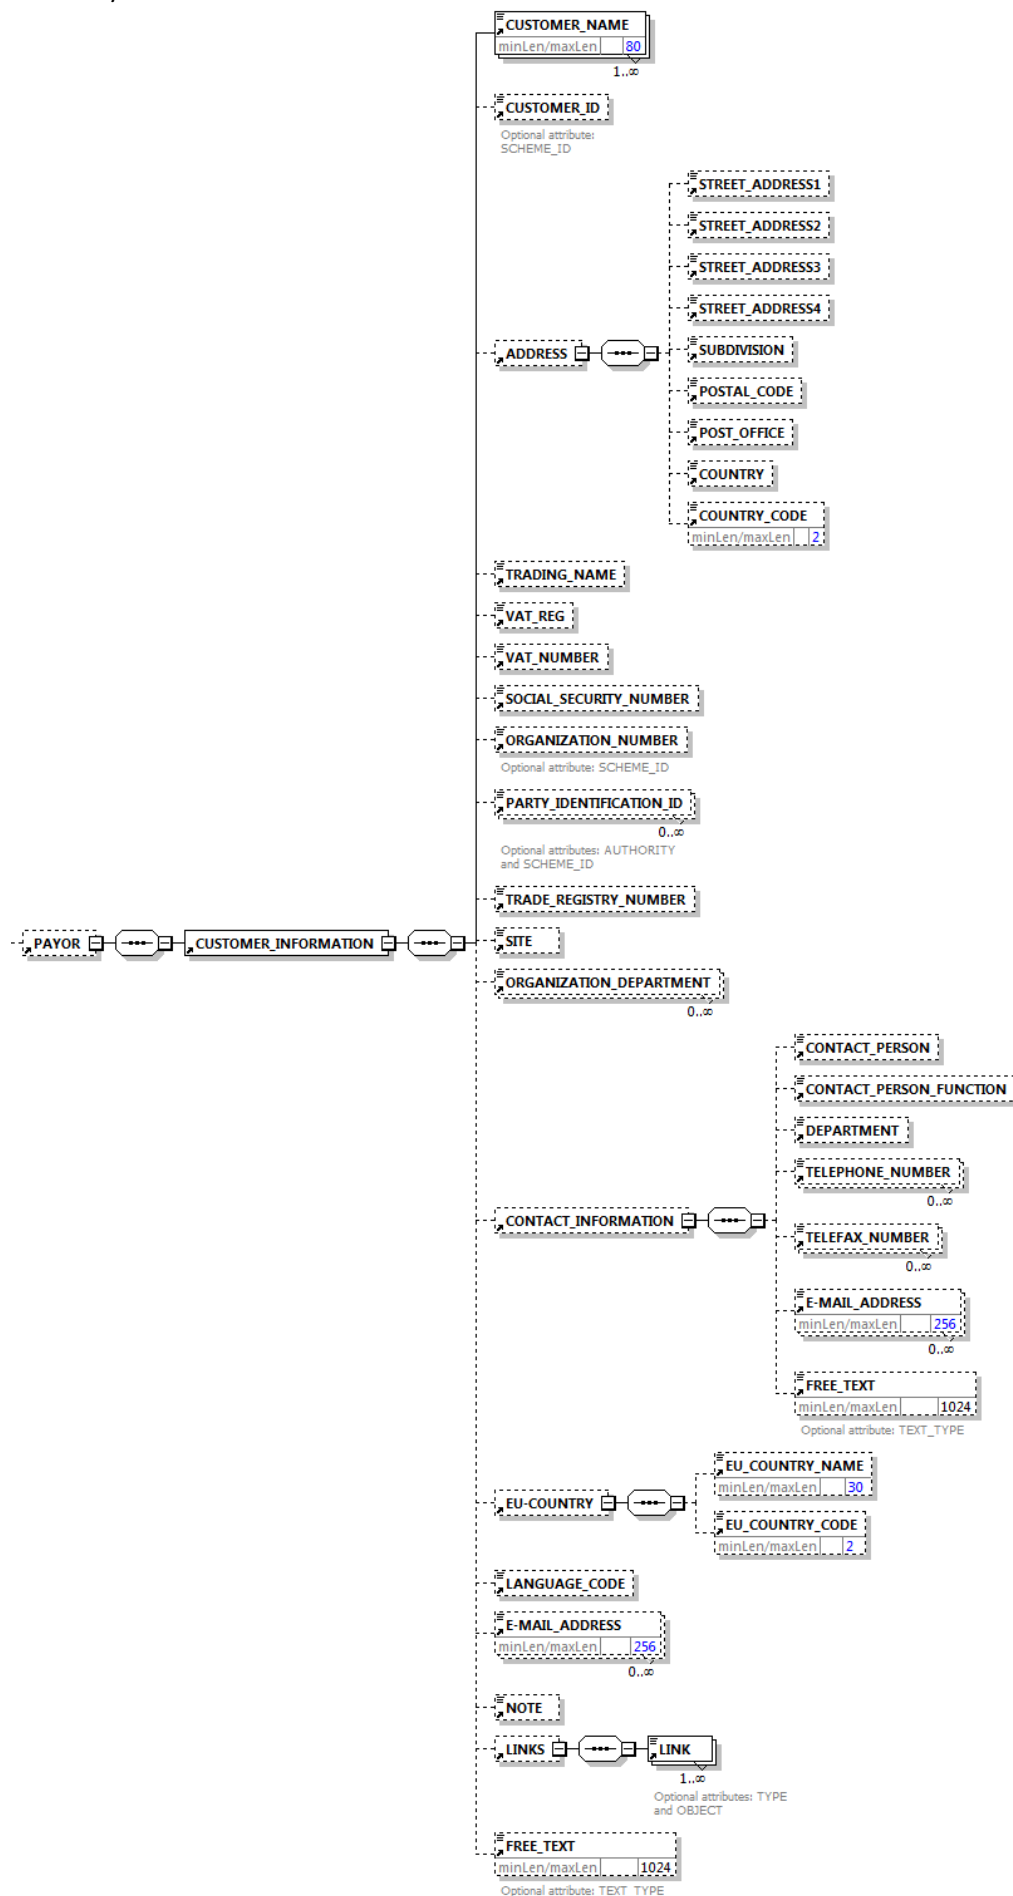 CUSTOMER_NAME
minLen/maxLen 80
1..∞
CUSTOMER_ID
Optional attribute:
SCHEME_ID
STREET_ADDRESS1
STREET_ADDRESS2
STREET_ADDRESS3
STREET_ADDRESS4
ADDRESS
SUBDIVISION
POSTAL_CODE
POST_OFFICE
COUNTRY
COUNTRY_CODE
minLen/maxLen 2
TRADING_NAME
VAT_REG
VAT_NUMBER
SOCIAL_SECURITY_NUMBER
ORGANIZATION_NUMBER
Optional attribute: SCHEME_ID
PARTY_IDENTIFICATION_ID
0..∞
Optional attributes: AUTHORITY
and SCHEME_ID
TRADE_REGISTRY_NUMBER
PAYOR
CUSTOMER_INFORMATION
SITE
ORGANIZATION_DEPARTMENT
0..∞
CONTACT_PERSON
CONTACT_PERSON_FUNCTION
DEPARTMENT
TELEPHONE_NUMBER
0..∞
CONTACT_INFORMATION
TELEFAX_NUMBER
0..∞
E-MAIL_ADDRESS
minLen/maxLen 256
0..∞
FREE_TEXT
minLen/maxLen 1024
Optional attribute: TEXT_TYPE
EU_COUNTRY_NAME
minLen/maxLen 30
EU-COUNTRY
EU_COUNTRY_CODE
minLen/maxLen 2
LANGUAGE_CODE
E-MAIL_ADDRESS
minLen/maxLen 256
0..∞
NOTE
LINKS
LINK
1..∞
Optional attributes: TYPE
and OBJECT
FREE_TEXT
minLen/maxLen 1024
Optional attribute: TEXT_TYPE